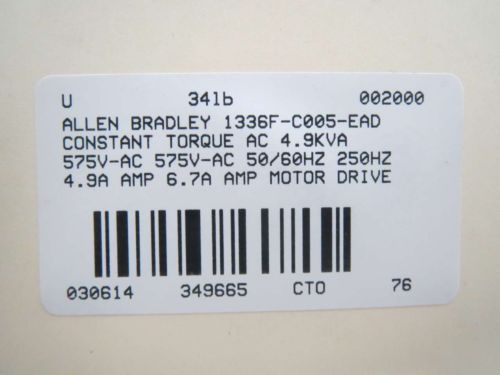 U 34lb 002000
ALLEN BRADLEY 1336F-C005-EAD
CONSTANT TORQUE AC 4.9KVA
575V-AC 575V-AC 50/60HZ 250HZ
4.9A AMP 6.7A AMP MOTOR DRIVE
030614 349665 CTO 76